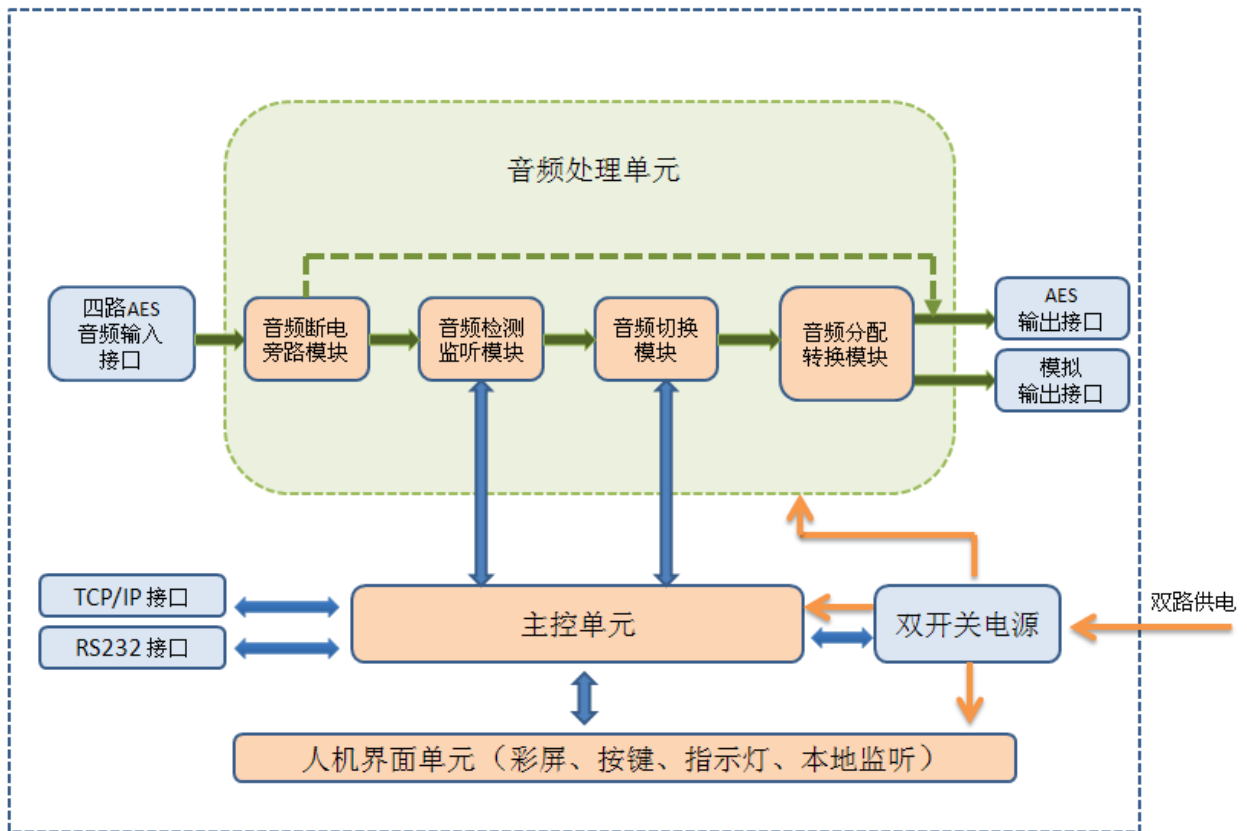 音频处理单元
四路AES
音频输入
接口
音频断电
旁路模块
音频检测
监听模块
音频切换
模块
音频分配
转换模块
AES
输出接口
模拟
输出接口
TCP/IP 接口
RS232 接口
主控单元
双开关电源
双路供电
人机界面单元（彩屏、按键、指示灯、本地监听）